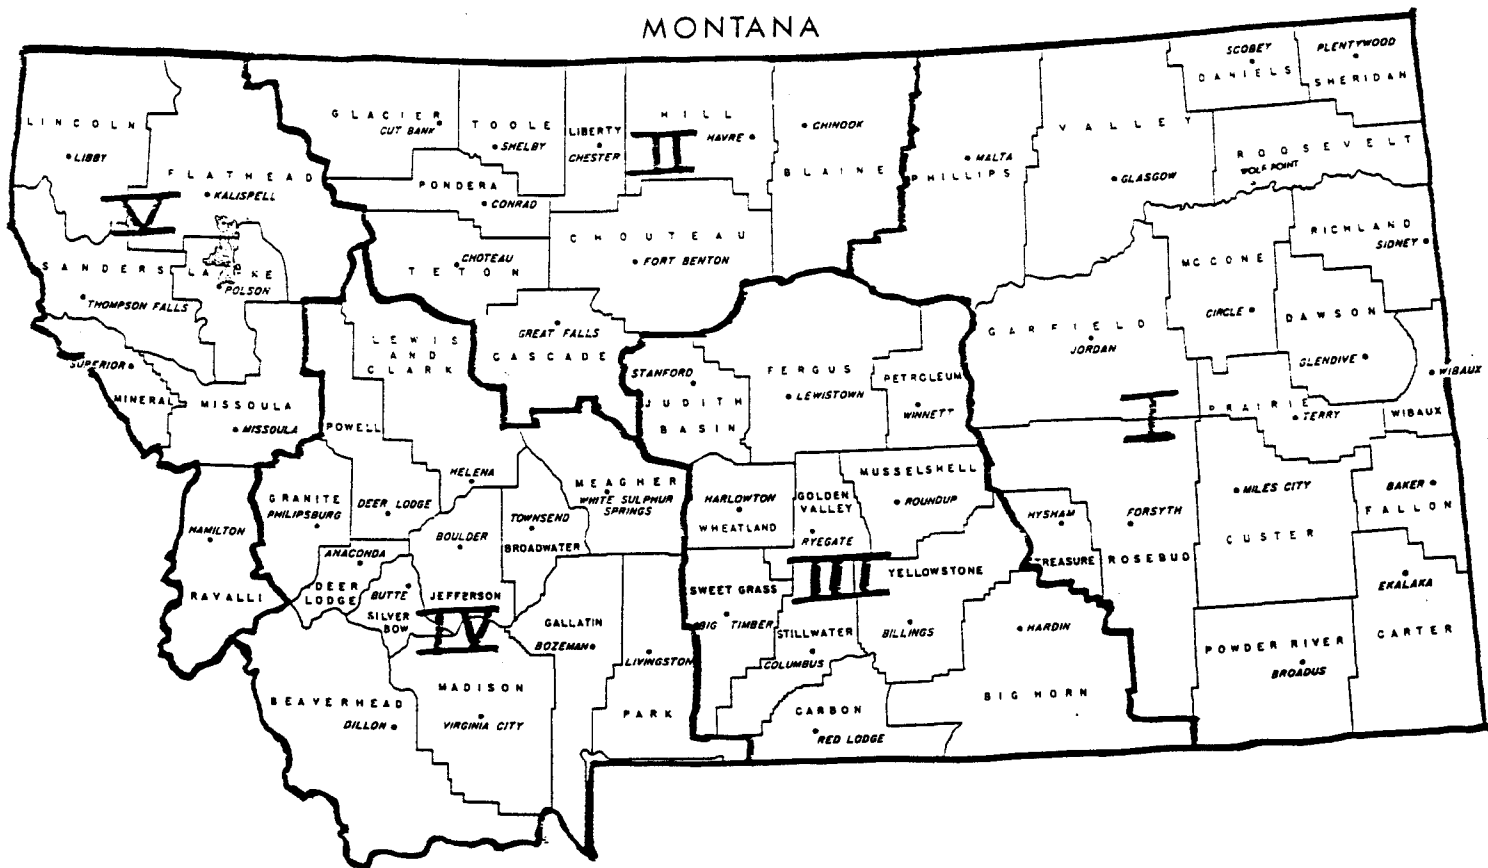 MONTANA
SCOBEY
DANIELS
PLENTYWOOD
SHERIDAN
LINCOLN
LIBBY
FLATHEAD
KALISPELL
GLACIER
CUT BANK
TOOLE
SHELBY
LIBERTY
CHESTER
HILL
HAVRE
II
CHINOOK
BLAINE
MALTA
PHILLIPS
VALLEY
GLASGOW
ROOSEVELT
WOLF POINT
V
PONDERA
CONRAD
CHOTEAU
TETON
CHOUTEAU
FORT BENTON
RICHLAND
SIDNEY
MCCONE
CIRCLE
DAWSON
GLENDIVE
WIBAUX
WIBAUX
SANDERS
THOMPSON FALLS
LAKE
POLSON
LEWIS
AND
CLARK
GREAT FALLS
CASCADE
STANFORD
JUDITH
BASIN
FERGUS
LEWISTOWN
PETROLEUM
WINNETT
GARFIELD
JORDAN
I
PRAIRIE
TERRY
SUPERIOR
MINERAL
MISSOULA
MISSOULA
POWELL
HELENA
DEER LODGE
GRANITE
PHILIPSBURG
MEAGHER
WHITE SULPHUR
SPRINGS
HARLOWTON
WHEATLAND
GOLDEN
VALLEY
RYEGATE
MUSSELSHELL
ROUNDUP
HYSHAM
TREASURE
FORSYTH
ROSEBUD
MILES CITY
CUSTER
BAKER
FALLON
HAMILTON
RAVALLI
ANACONDA
DEER
LODGE
BUTTE
SILVER
BOW
BOULDER
JEFFERSON
TOWNSEND
BROADWATER
IV
GALLATIN
BOZEMAN
LIVINGSTON
PARK
SWEET GRASS
BIG TIMBER
III
STILLWATER
COLUMBUS
YELLOWSTONE
BILLINGS
HARDIN
BIG HORN
EKALAKA
CARTER
POWDER RIVER
BROADUS
BEAVERHEAD
DILLON
MADISON
VIRGINIA CITY
CARBON
RED LODGE